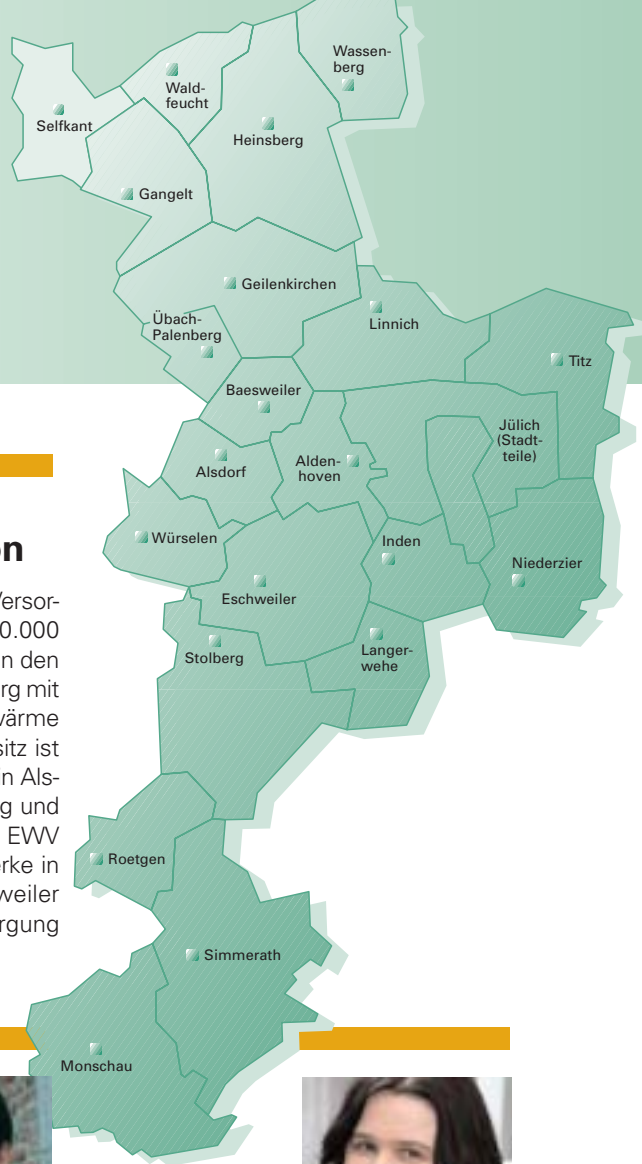 Wassen-
berg
Wald-
feucht
Selfkant
Heinsberg
Gangelt
Geilenkirchen
Übach-
Palenberg
Linnich
Titz
Baesweiler
Jülich
(Stadt-
teile)
Alsdorf
Alden-
hoven
Würselen
Inden
Niederzier
Eschweiler
Stolberg
Langer-
wehe
Roetgen
Simmerath
Monschau
on
Versor-
0.000
n den
rg mit
wärme
sitz ist
n Als-
g und
EWV
rke in
weiler
rgung